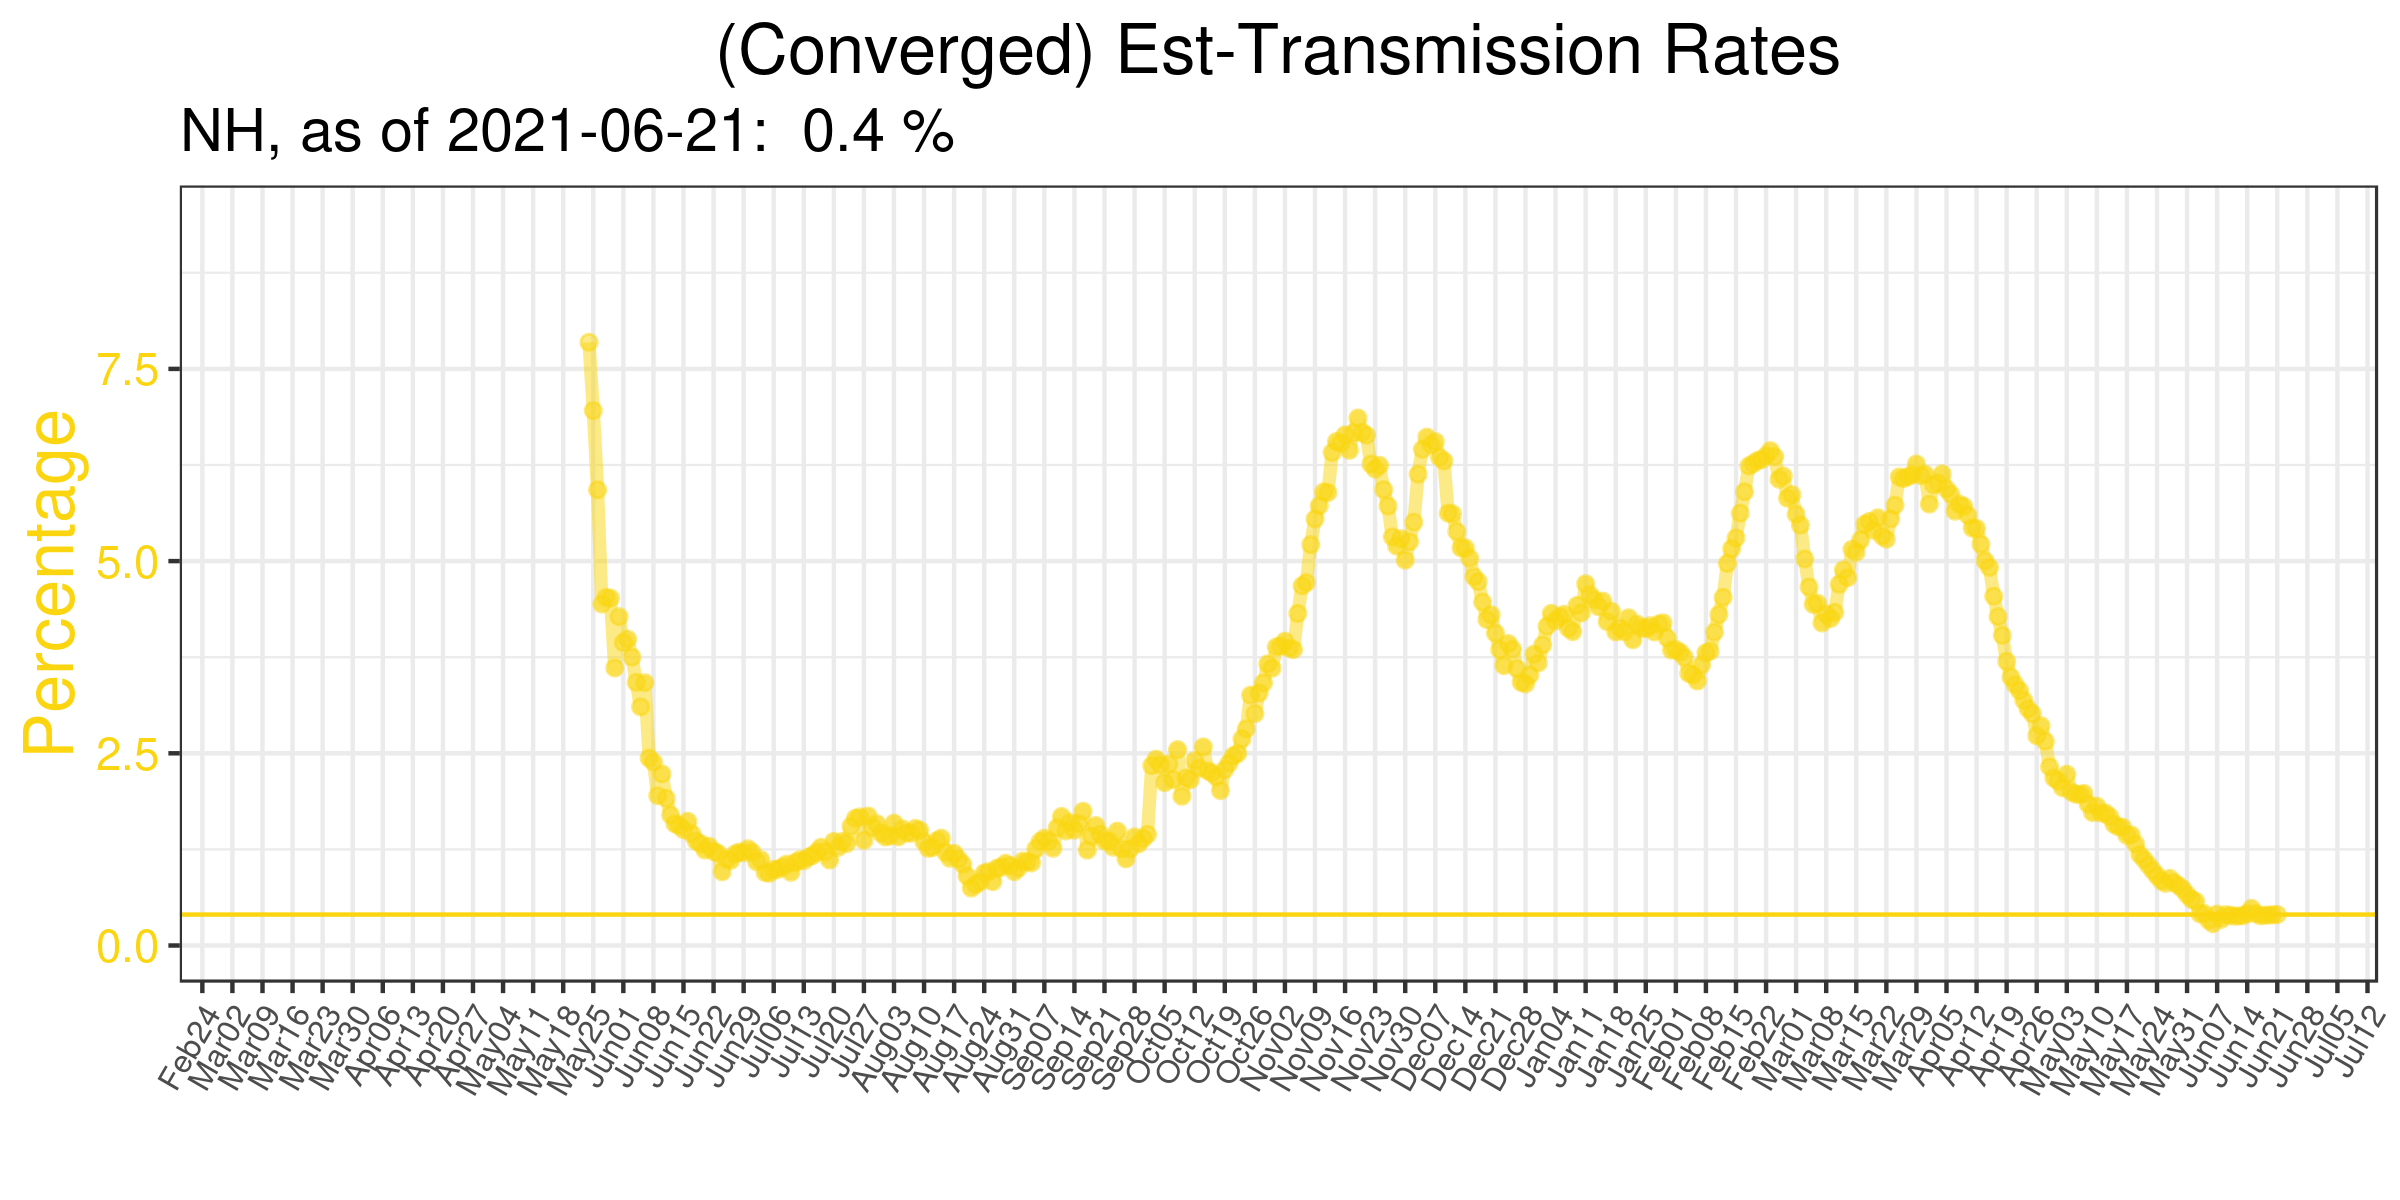 (Converged) Est-Transmission Rates
NH, as of 2021-06-21: 0.4 %
Percentage
7.5
5.0
2.5
0.0
Feb24
Mar02
Mar09
Mar16
Mar23
Mar30
Apr06
Apr13
Apr20
Apr27
May04
May11
May18
May25
Jun01
Jun08
Jun15
Jun22
Jun29
Jul06
Jul13
Jul20
Jul27
Aug03
Aug10
Aug17
Aug24
Aug31
Sep07
Sep14
Sep21
Sep28
Oct05
Oct12
Oct19
Oct26
Nov02
Nov09
Nov16
Nov23
Nov30
Dec07
Dec14
Dec21
Dec28
Jan04
Jan11
Jan18
Jan25
Feb01
Feb08
Feb15
Feb22
Mar01
Mar08
Mar15
Mar22
Mar29
Apr05
Apr12
Apr19
Apr26
May03
May10
May17
May24
May31
Jun07
Jun14
Jun21
Jun28
Jul05
Jul12